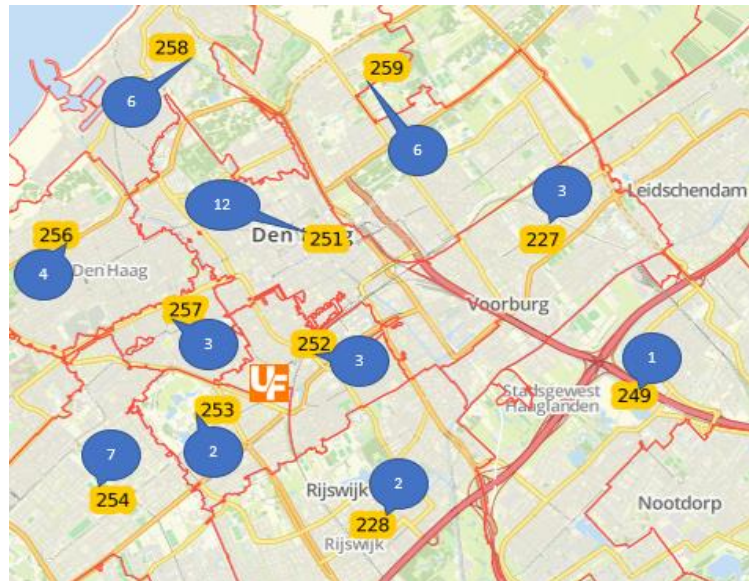 258
6
259
6
3
Leidschendam
227
12
Den
251
256
4
Den Haag
257
3
252
3
Voorburg
1
249
Stadsgewest
Haaglanden
UF
253
2
7
254
Rijswijk
2
228
Rijswijk
Nootdorp